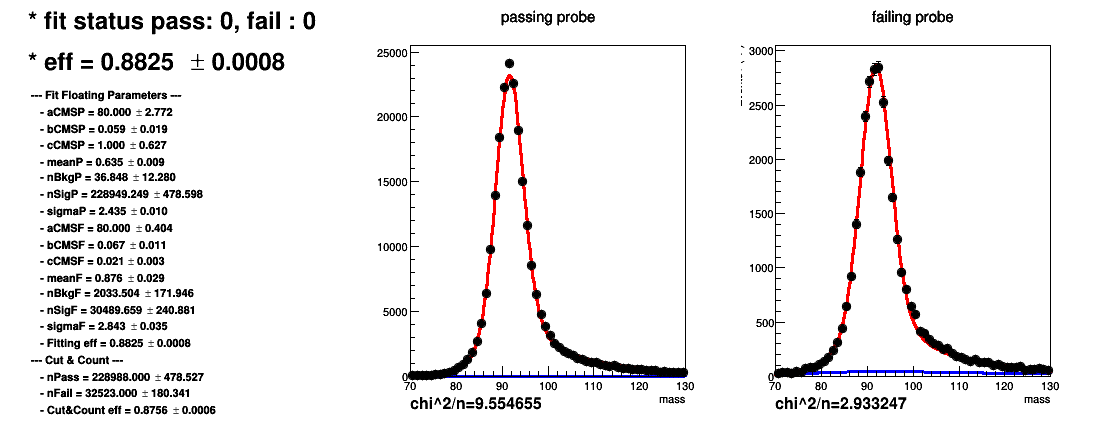 * fit status pass: 0, fail : 0
* eff = 0.8825 ± 0.0008
--- Fit Floating Parameters ---
- aCMSP = 80.000 ± 2.772
- bCMSP = 0.059 ± 0.019
- cCMSP = 1.000 ± 0.627
- meanP = 0.635 ± 0.009
- nBkgP = 36.848 ± 12.280
- nSigP = 228949.249 ± 478.598
- sigmaP = 2.435 ± 0.010
- aCMSF = 80.000 ± 0.404
- bCMSF = 0.067 ± 0.011
- cCMSF = 0.021 ± 0.003
- meanF = 0.876 ± 0.029
- nBkgF = 2033.504 ± 171.946
- nSigF = 30489.659 ± 240.881
- sigmaF = 2.843 ± 0.035
- Fitting eff = 0.8825 ± 0.0008
--- Cut & Count ---
- nPass = 228988.000 ± 478.527
- nFail = 32523.000 ± 180.341
- Cut&Count eff = 0.8756 ± 0.0006
passing probe
25000
20000
15000
10000
5000
0
70 80 90 100 110 120 130
mass
chi^2/n=9.554655
failing probe
3000
2500
2000
1500
1000
500
0
70 80 90 100 110 120 130
mass
chi^2/n=2.933247